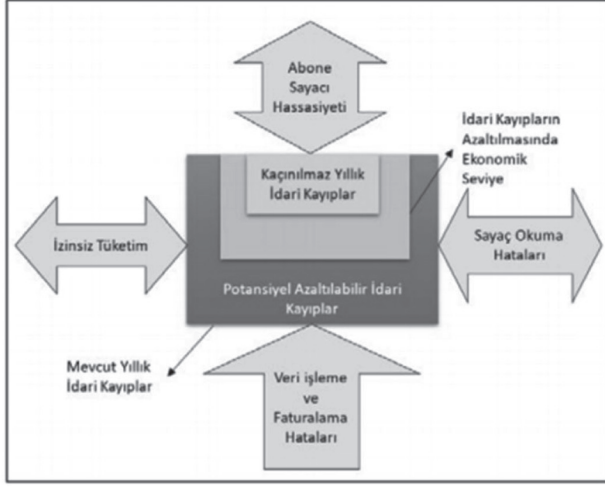 Abone
Sayacı
Hassasiyeti
İdari Kayıpların
Azaltılmasında
Ekonomik
Seviye
Kaçınılmaz Yıllık
İdari Kayıplar
İzinsiz Tüketim
Sayaç Okuma
Hataları
Potansiyel Azaltılabilir İdari
Kayıplar
Mevcut Yıllık
İdari Kayıplar
Veri işleme
ve
Faturalama
Hataları